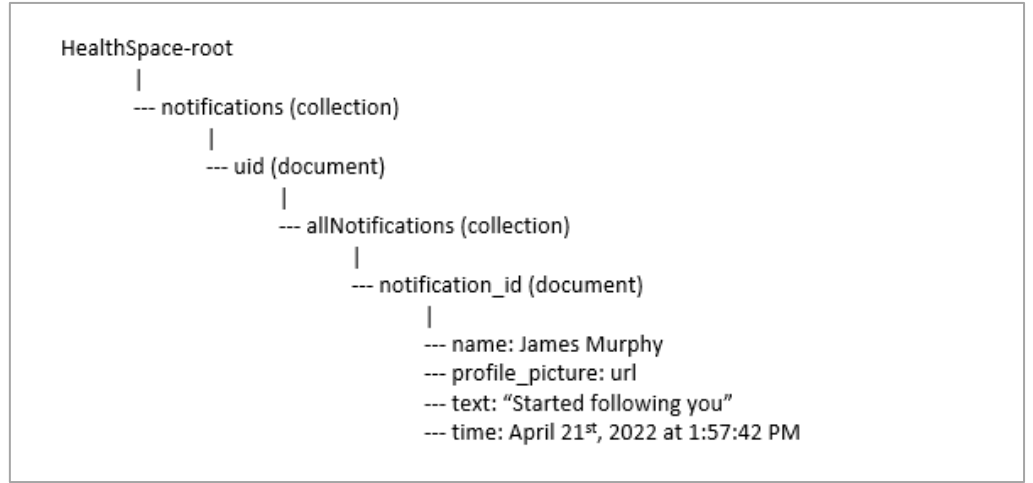 HealthSpace-root
|
--- notifications (collection)
|
--- uid (document)
|
--- allNotifications (collection)
|
--- notification_id (document)
|
--- name: James Murphy
--- profile_picture: url
--- text: “Started following you”
--- time: April 21st, 2022 at 1:57:42 PM